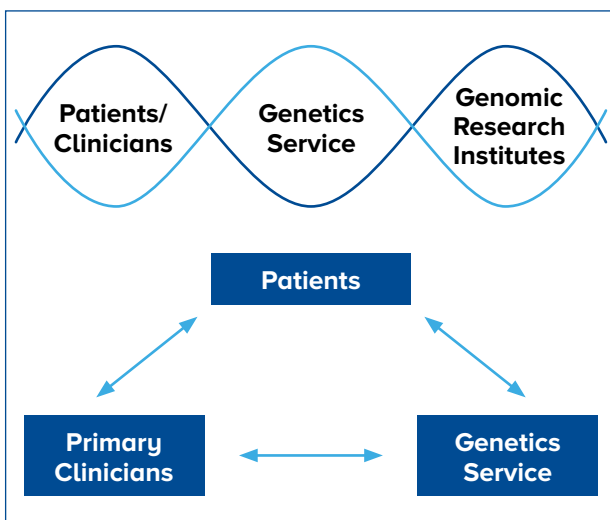 Patients/
Clinicians
Genetics
Service
Genomic
Research
Institutes
Patients
Primary
Clinicians
Genetics
Service